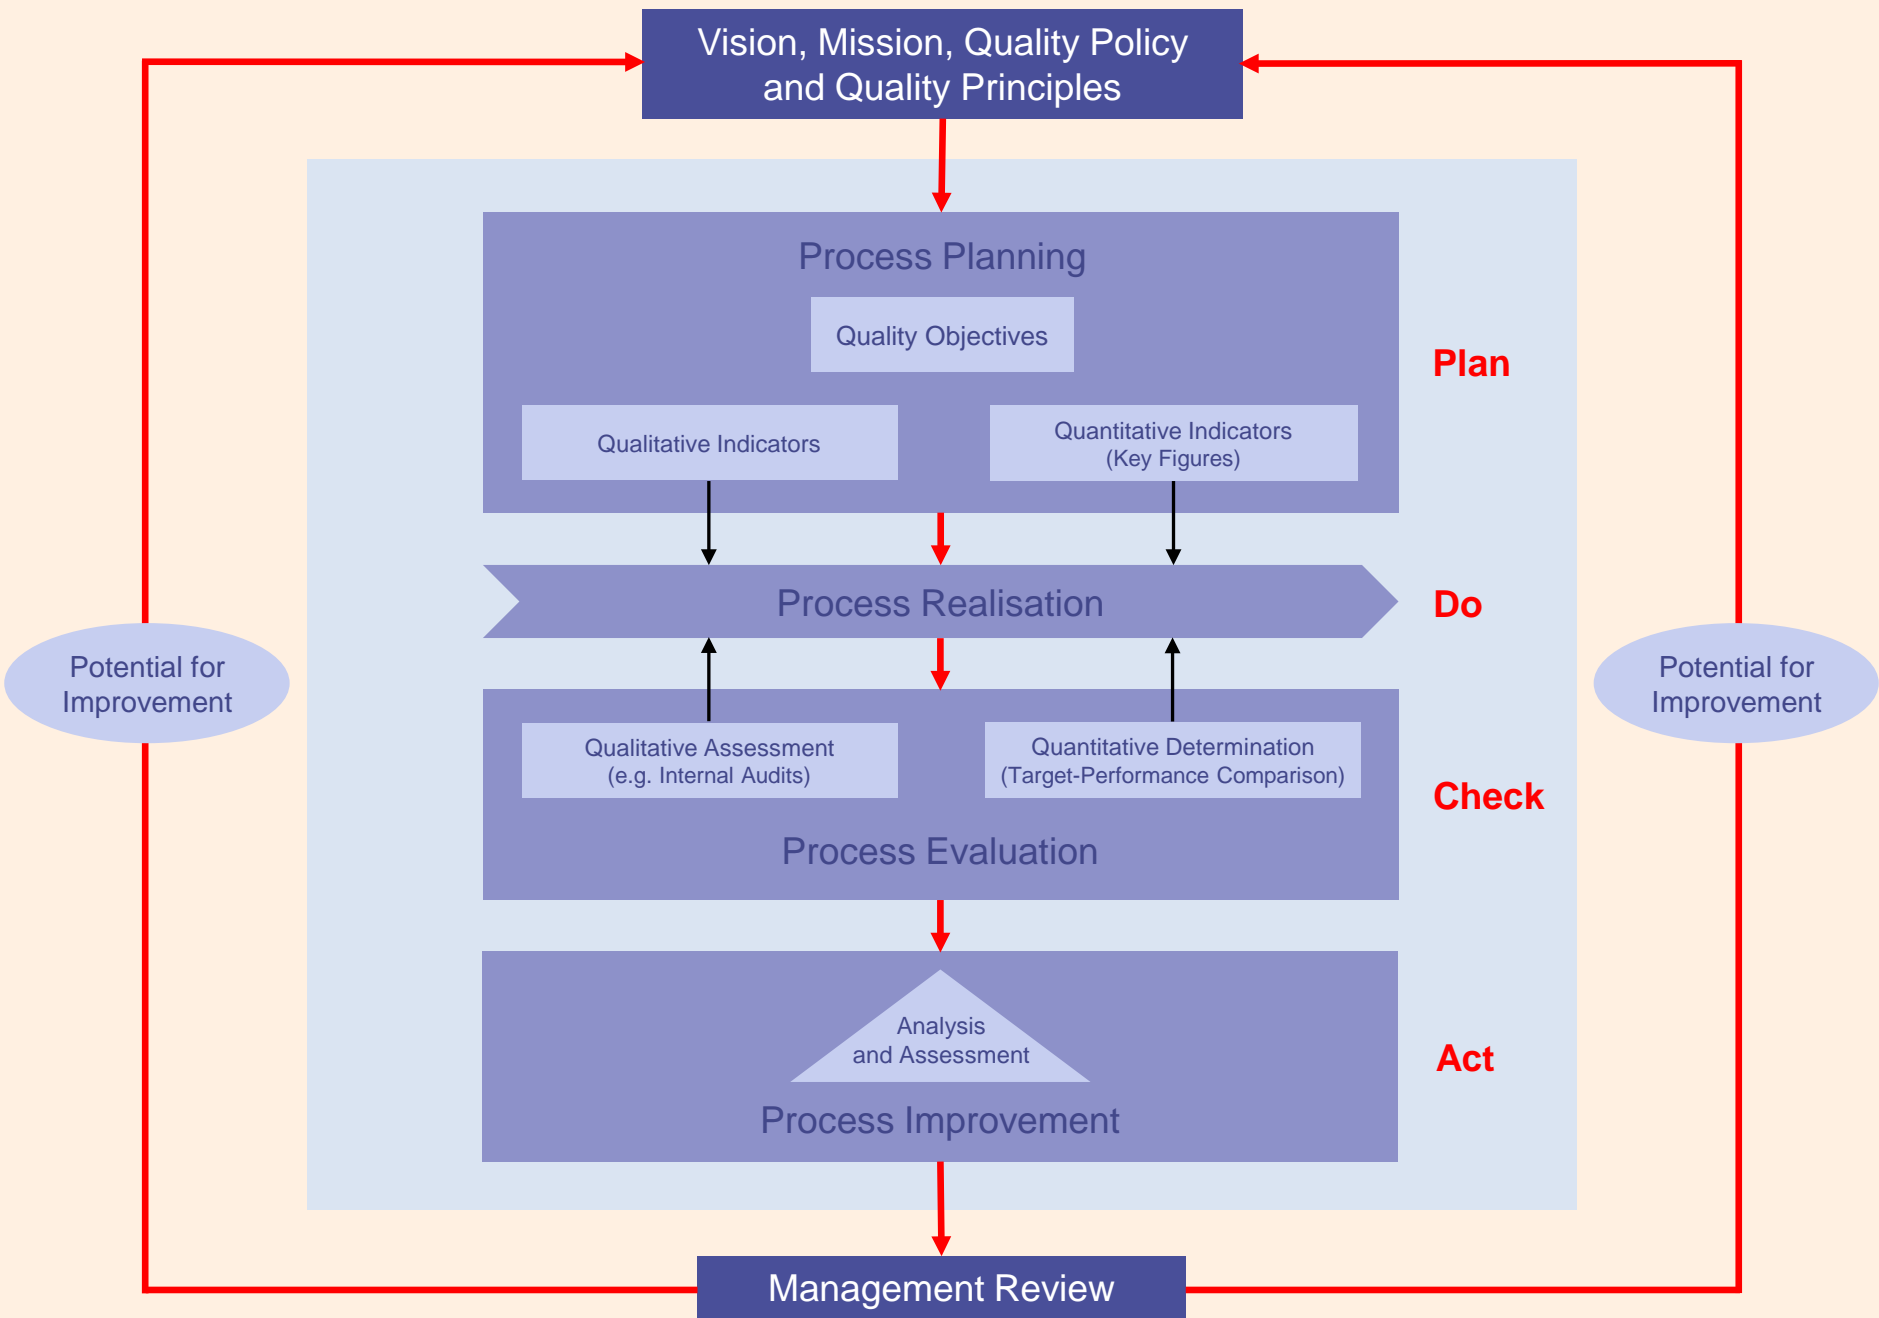 Vision, Mission, Quality Policy
and Quality Principles
Process Planning
Quality Objectives
Plan
Qualitative Indicators
Quantitative Indicators
(Key Figures)
Process Realisation
Do
Potential for
Improvement
Potential for
Improvement
Qualitative Assessment
(e.g. Internal Audits)
Quantitative Determination
(Target-Performance Comparison)
Check
Process Evaluation
Analysis
and Assessment
Act
Process Improvement
Management Review